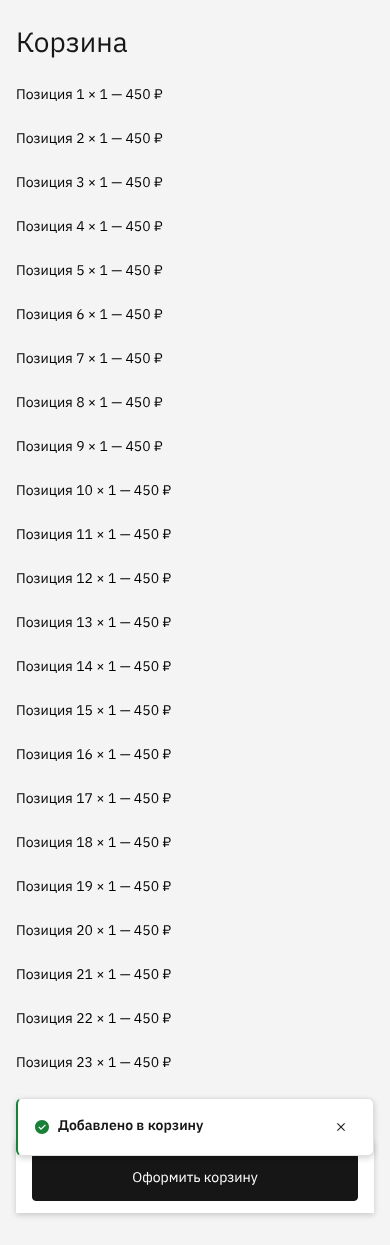 Корзина
Позиция 1 × 1 — 450 ₽
Позиция 2 × 1 — 450 ₽
Позиция 3 × 1 — 450 ₽
Позиция 4 × 1 — 450 ₽
Позиция 5 × 1 — 450 ₽
Позиция 6 × 1 — 450 ₽
Позиция 7 × 1 — 450 ₽
Позиция 8 × 1 — 450 ₽
Позиция 9 × 1 — 450 ₽
Позиция 10 × 1 — 450 ₽
Позиция 11 × 1 — 450 ₽
Позиция 12 × 1 — 450 ₽
Позиция 13 × 1 — 450 ₽
Позиция 14 × 1 — 450 ₽
Позиция 15 × 1 — 450 ₽
Позиция 16 × 1 — 450 ₽
Позиция 17 × 1 — 450 ₽
Позиция 18 × 1 — 450 ₽
Позиция 19 × 1 — 450 ₽
Позиция 20 × 1 — 450 ₽
Позиция 21 × 1 — 450 ₽
Позиция 22 × 1 — 450 ₽
Позиция 23 × 1 — 450 ₽
Добавлено в корзину
Оформить корзину